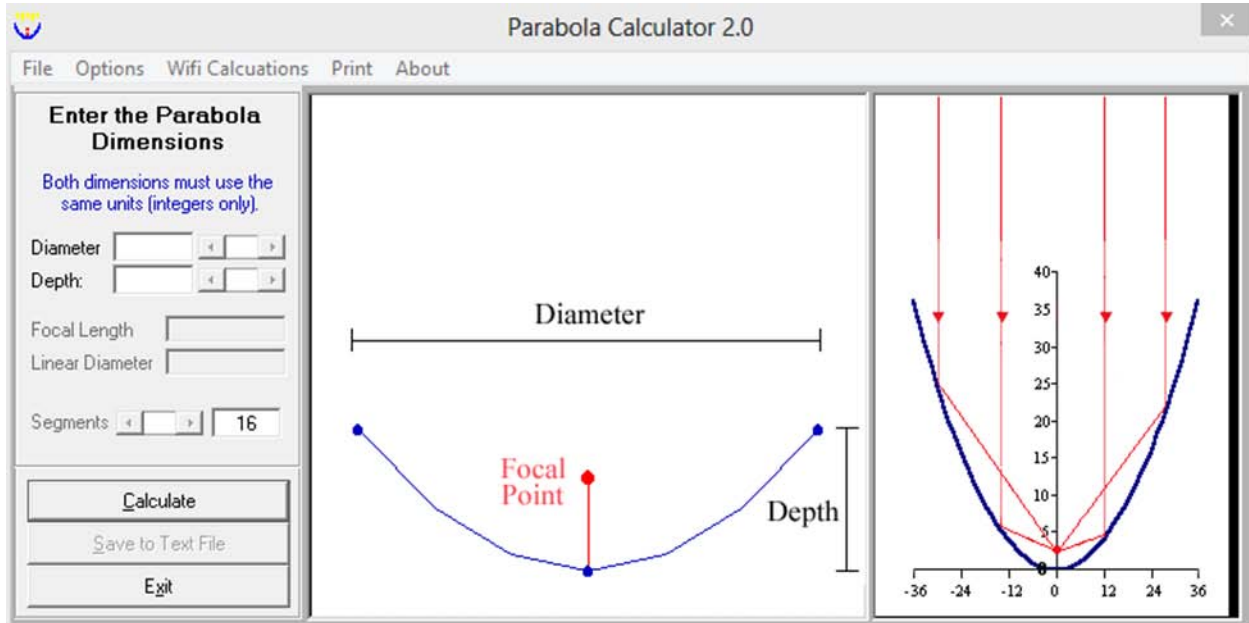 Parabola Calculator 2.0
File Options Wifi Calcuations Print About
Enter the Parabola
Dimensions
Both dimensions must use the
same units (integers only).
Diameter
Depth:
Focal Length
Linear Diameter
Segments 16
Calculate
Save to Text File
Exit
Diameter
Focal
Point
Depth
40
35
30
25
20
15
10
5
0
-36 -24 -12 0 12 24 36